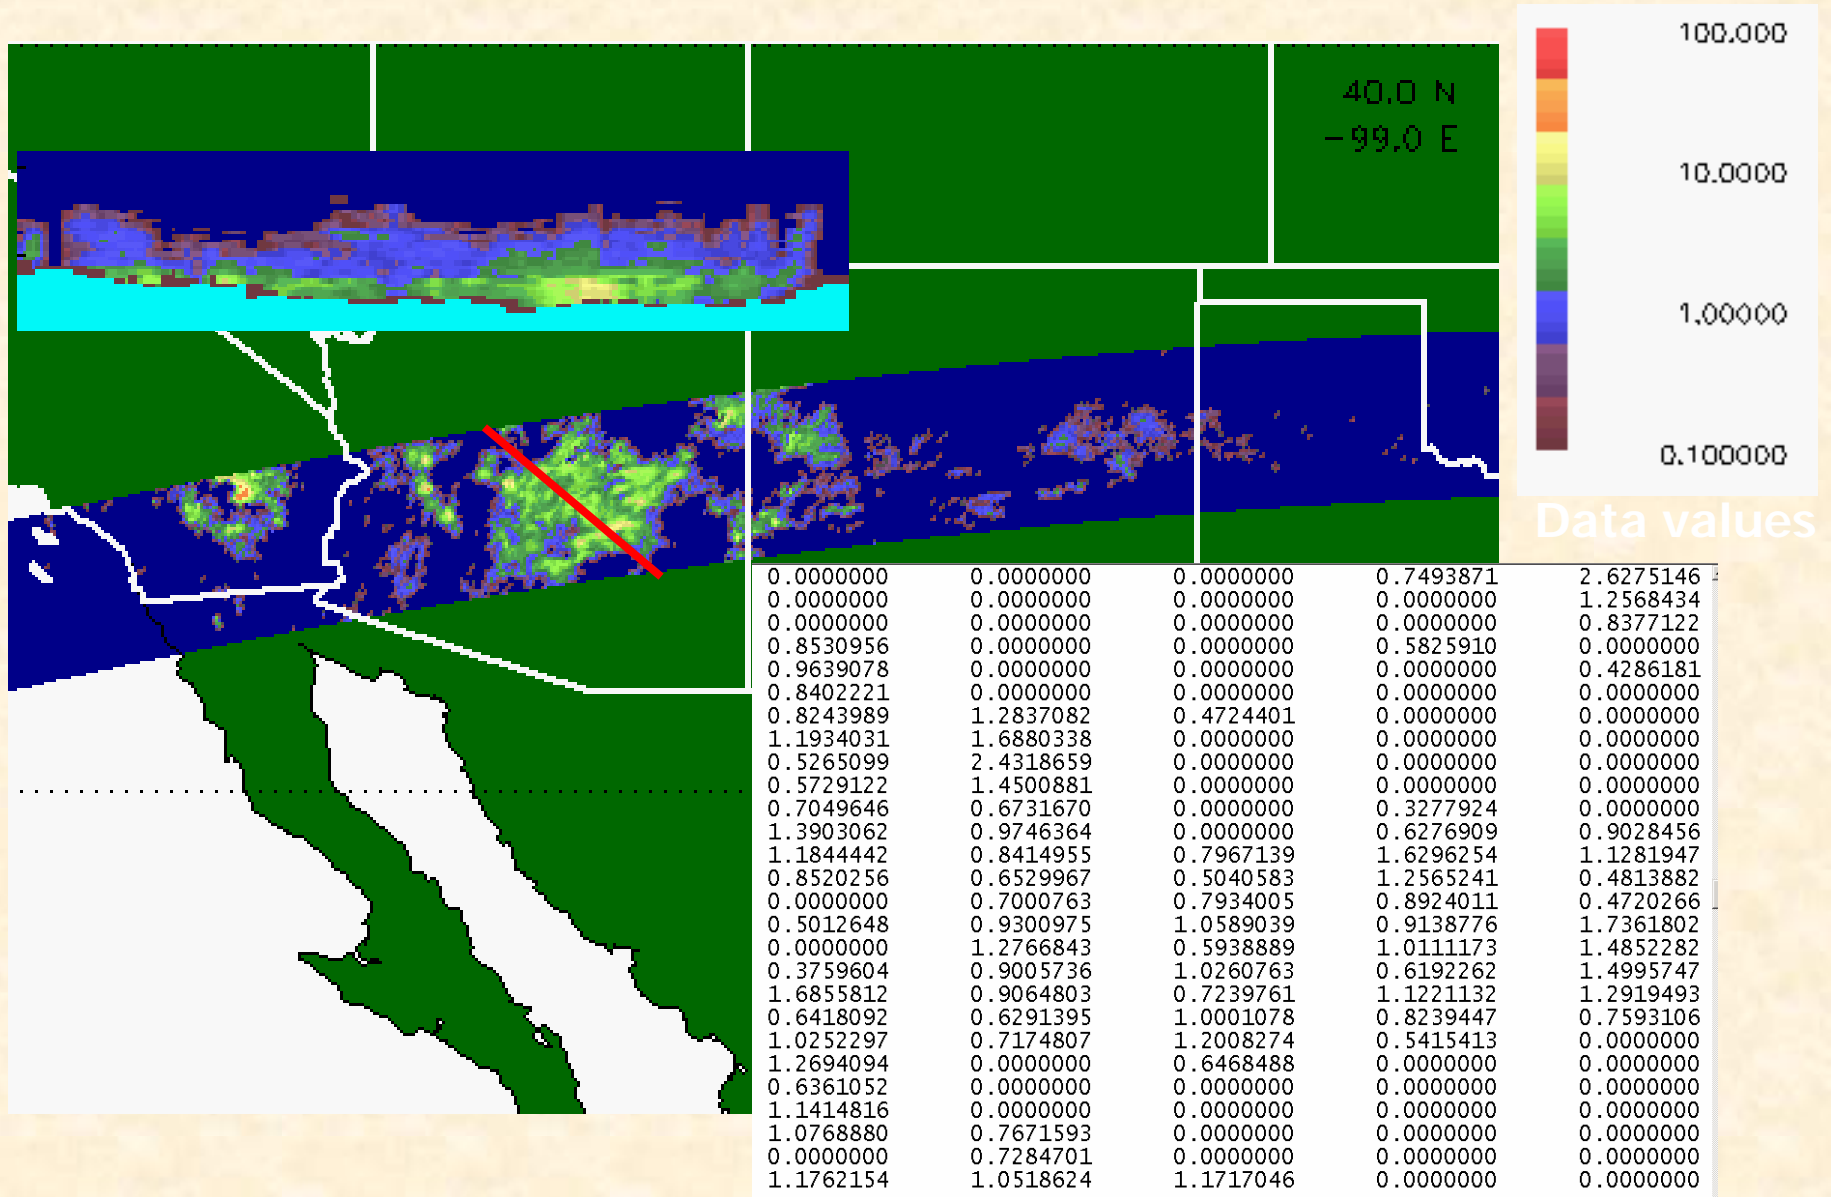 40.0 N
-99.0 E
100.000
10.0000
1.00000
0.100000
Data values
0.0000000 0.0000000 0.0000000 0.7493871 2.6275146
0.0000000 0.0000000 0.0000000 0.0000000 1.2568434
0.0000000 0.0000000 0.0000000 0.0000000 0.8377122
0.8530956 0.0000000 0.0000000 0.5825910 0.0000000
0.9639078 0.0000000 0.0000000 0.0000000 0.4286181
0.8402221 0.0000000 0.0000000 0.0000000 0.0000000
0.8243989 1.2837082 0.4724401 0.0000000 0.0000000
1.1934031 1.6880338 0.0000000 0.0000000 0.0000000
0.5265099 2.4318659 0.0000000 0.0000000 0.0000000
0.5729122 1.4500881 0.0000000 0.0000000 0.0000000
0.7049646 0.6731670 0.0000000 0.3277924 0.0000000
1.3903062 0.9746364 0.0000000 0.6276909 0.9028456
1.1844442 0.8414955 0.7967139 1.6296254 1.1281947
0.8520256 0.6529967 0.5040583 1.2565241 0.4813882
0.0000000 0.7000763 0.7934005 0.8924011 0.4720266
0.5012648 0.9300975 1.0589039 0.9138776 1.7361802
0.0000000 1.2766843 0.5938889 1.0111173 1.4852282
0.3759604 0.9005736 1.0260763 0.6192262 1.4995747
1.6855812 0.9064803 0.7239761 1.1221132 1.2919493
0.6418092 0.6291395 1.0001078 0.8239447 0.7593106
1.0252297 0.7174807 1.2008274 0.5415413 0.0000000
1.2694094 0.0000000 0.6468488 0.0000000 0.0000000
0.6361052 0.0000000 0.0000000 0.0000000 0.0000000
1.1414816 0.0000000 0.0000000 0.0000000 0.0000000
1.0768880 0.7671593 0.0000000 0.0000000 0.0000000
0.0000000 0.7284701 0.0000000 0.0000000 0.0000000
1.1762154 1.0518624 1.1717046 0.0000000 0.0000000